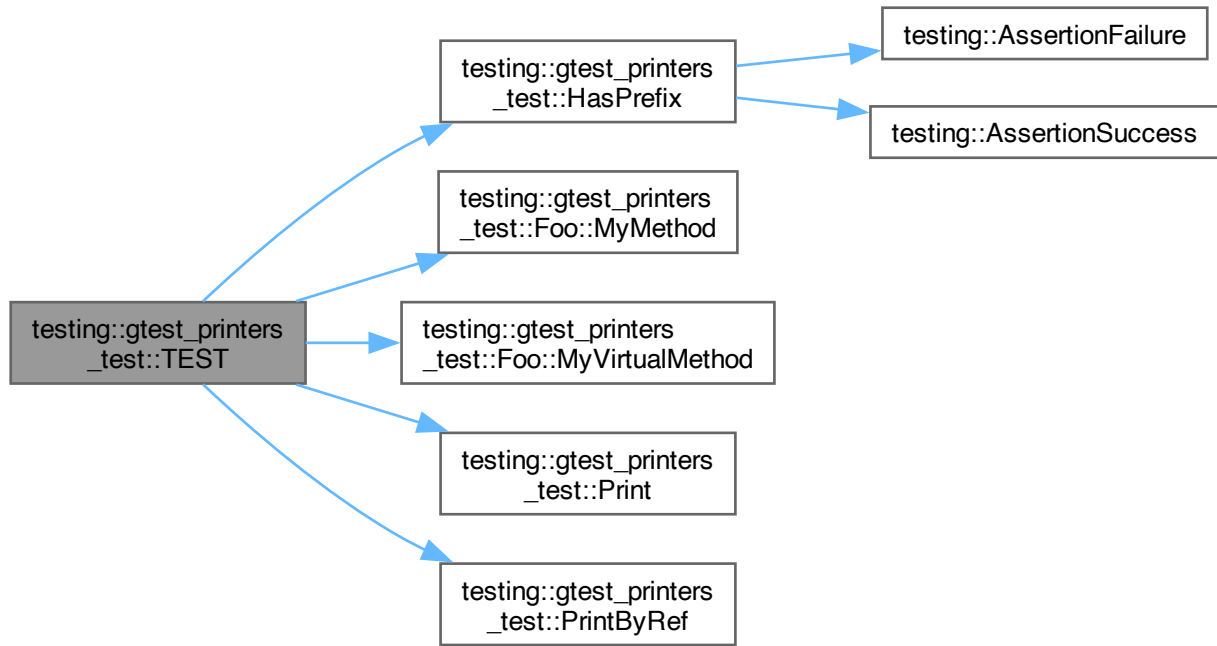 testing::AssertionFailure
testing::gtest_printers
_test::HasPrefix
testing::AssertionSuccess
testing::gtest_printers
_test::Foo::MyMethod
testing::gtest_printers
_test::TEST
testing::gtest_printers
_test::Foo::MyVirtualMethod
testing::gtest_printers
_test::Print
testing::gtest_printers
_test::PrintByRef